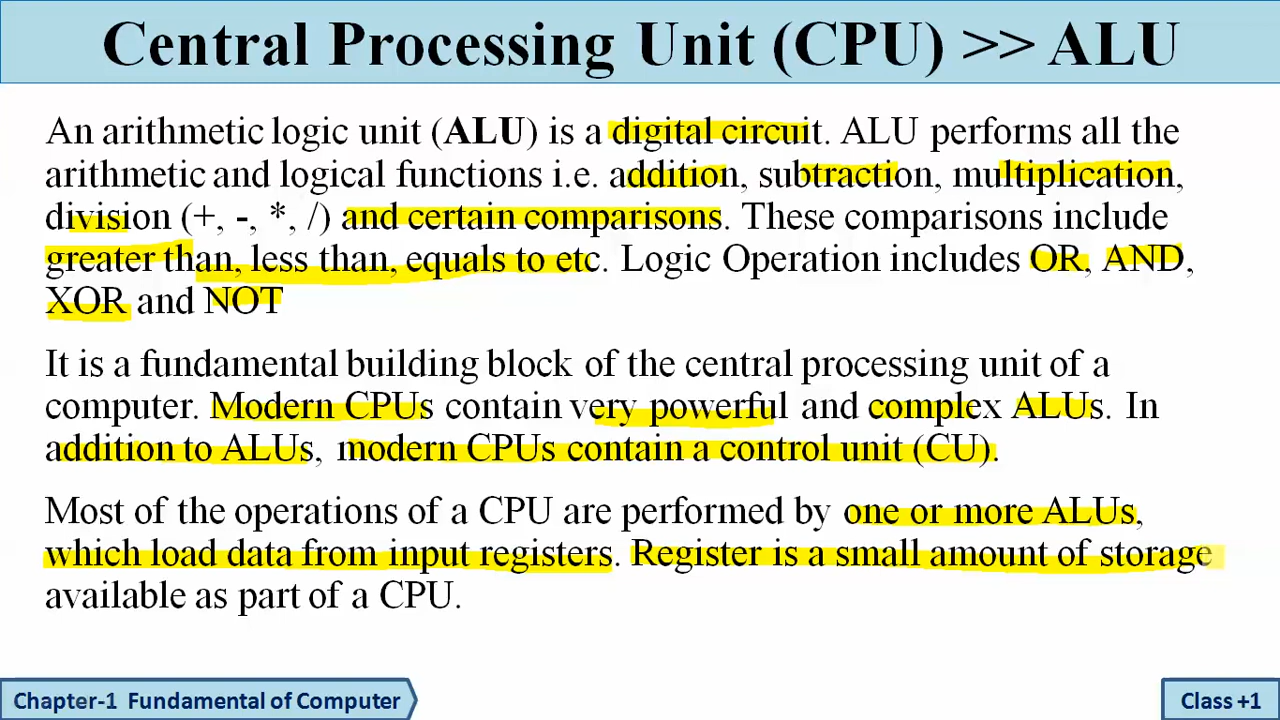 Central Processing Unit (CPU) >> ALU
An arithmetic logic unit (ALU) is a digital circuit. ALU performs all the
arithmetic and logical functions i.e. addition, subtraction, multiplication,
division (+, -, *, /) and certain comparisons. These comparisons include
greater than, less than, equals to etc. Logic Operation includes OR, AND,
XOR and NOT
It is a fundamental building block of the central processing unit of a
computer. Modern CPUs contain very powerful and complex ALUs. In
addition to ALUs, modern CPUs contain a control unit (CU).
Most of the operations of a CPU are performed by one or more ALUs,
which load data from input registers. Register is a small amount of storage
available as part of a CPU.
Chapter-1 Fundamental of Computer
Class +1